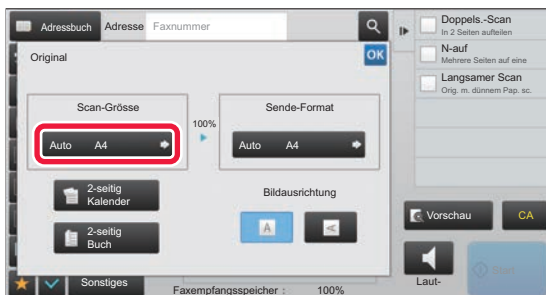 Adressbuch Adresse Faxnummer
Original
OK
Scan-Grösse
100%
Sende-Format
Auto A4
Auto A4
2-seitig
Kalender
Bildausrichtung
A
A
2-seitig
Buch
Sonstiges
Faxempfangsspeicher : 100%
Doppels.-Scan
In 2 Seiten aufteilen
N-auf
Mehrere Seiten auf eine
Langsamer Scan
Orig. m. dünnem Pap. sc.
Vorschau
CA
Laut-
Start